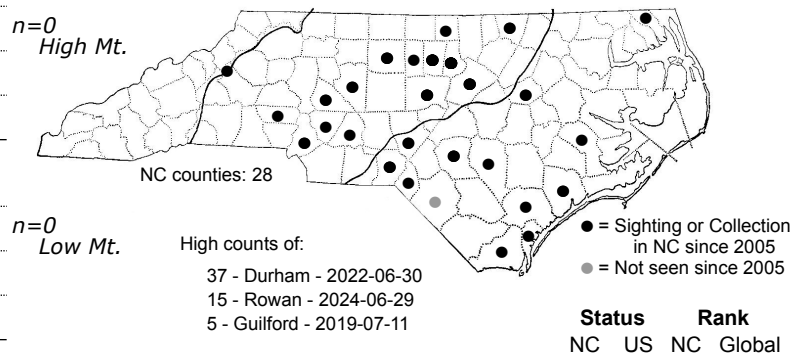 n=0
High Mt.
NC counties: 28
n=0
Low Mt.
High counts of:
37 - Durham - 2022-06-30
15 - Rowan - 2024-06-29
5 - Guilford - 2019-07-11
= Sighting or Collection
in NC since 2005
= Not seen since 2005
Status Rank
NC US NC Global